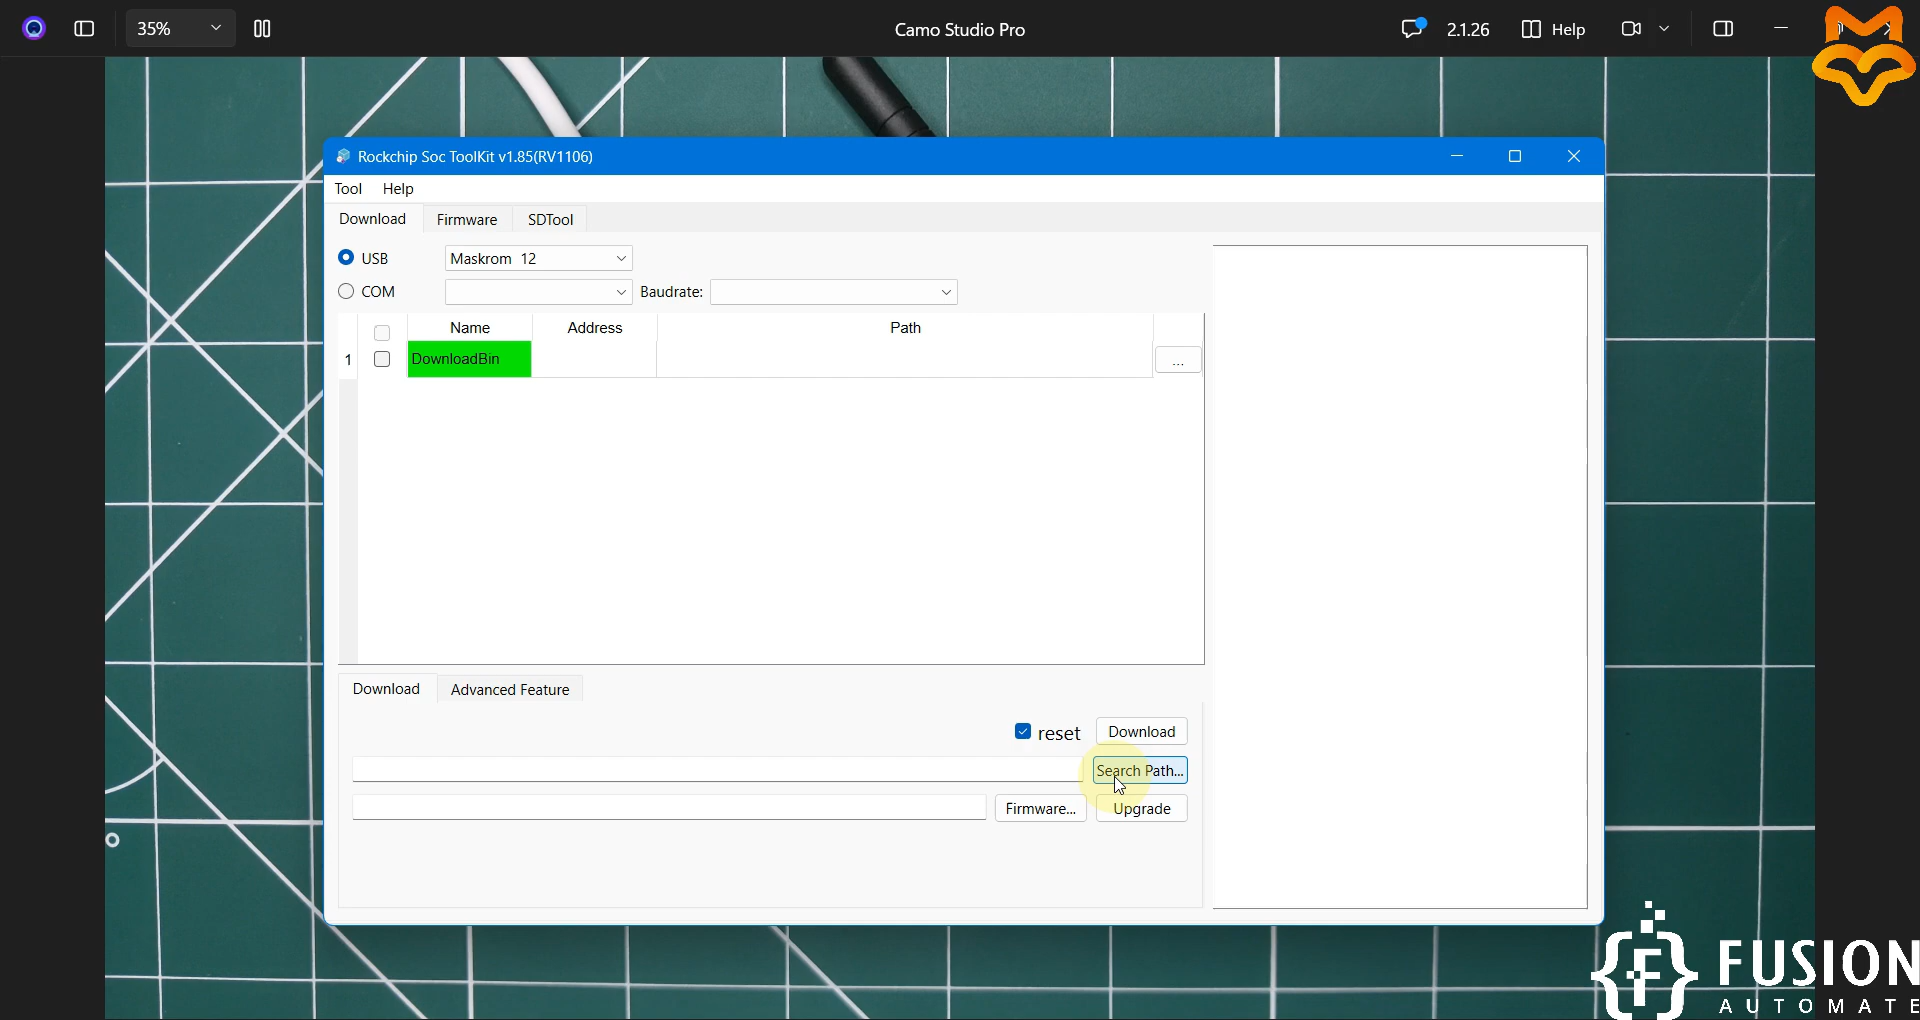 35%
Camo Studio Pro
2.1.26
Help
Rockchip Soc ToolKit v1.85(RV1106)
Tool Help
Download Firmware SDTool
USB Maskrom 12
COM Baudrate:
Name Address Path
1 DownloadBin ...
Download Advanced Feature
reset Download
Search Path...
Firmware... Upgrade
FUSION
AUTOMATE